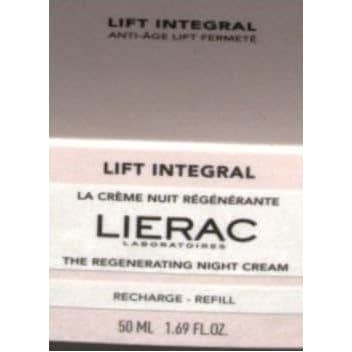 LIFT INTEGRAL
ANTI-ÂGE LIFT FERMETÉ
LIFT INTEGRAL
LA CRÈME NUIT RÉGÉNÉRANTE
LIERAC
LABORATOIRES
THE REGENERATING NIGHT CREAM
RECHARGE - REFILL
50 ML 1.69 FL.OZ.